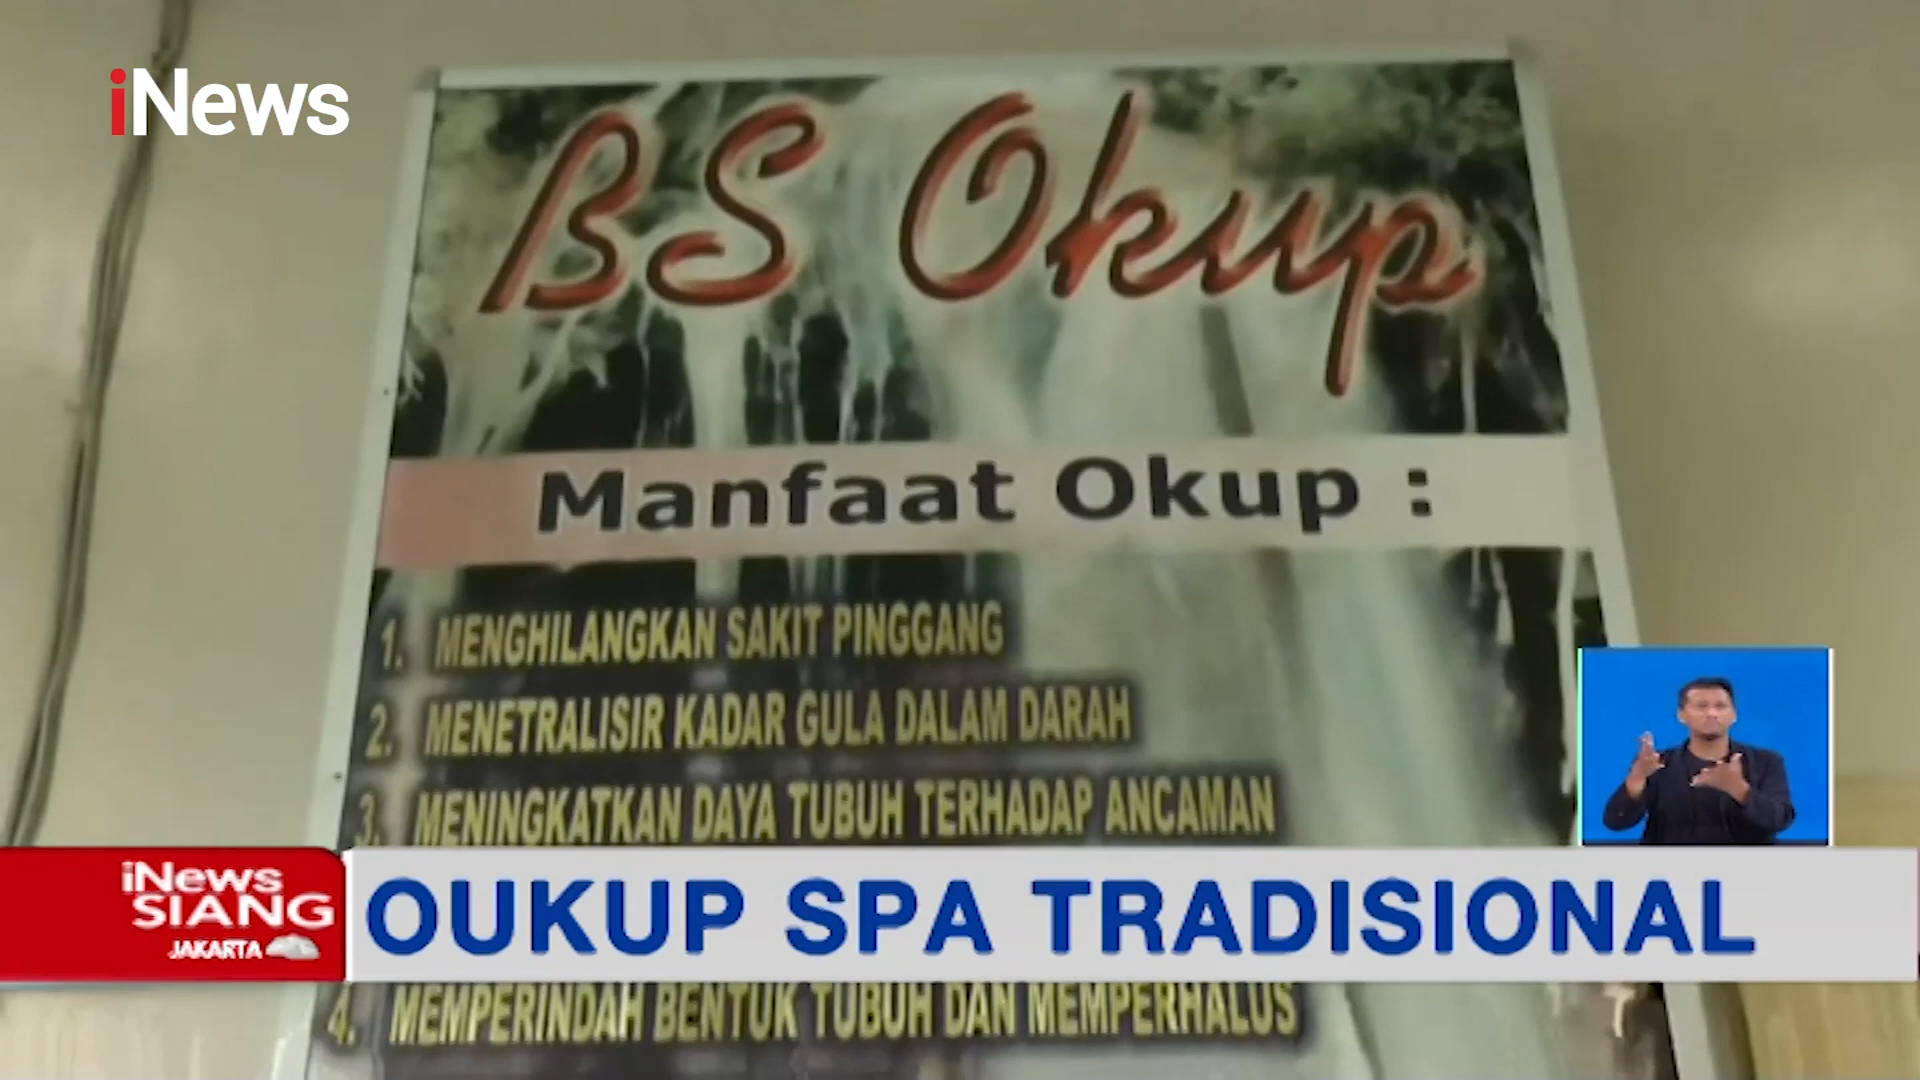 iNews
BS Okup
Manfaat Okup :
1. MENGHILANGKAN SAKIT PINGGANG
2. MENETRALISIR KADAR GULA DALAM DARAH
3. MENINGKATKAN DAYA TUBUH TERHADAP ANCAMAN
iNews
SIANG
JAKARTA
OUKUP SPA TRADISIONAL
4. MEMPERINDAH BENTUK TUBUH DAN MEMPERHALUS